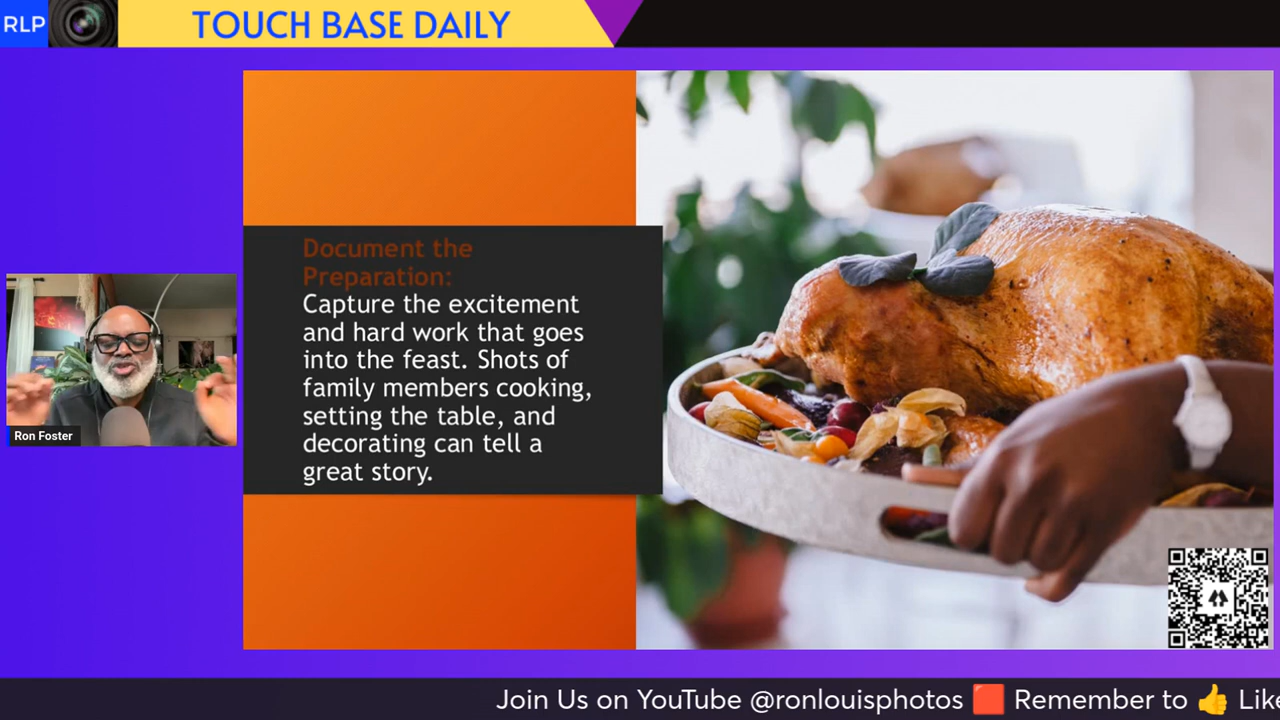 RLP
TOUCH BASE DAILY
Document the
Preparation:
Capture the excitement
and hard work that goes
into the feast. Shots of
family members cooking,
setting the table, and
decorating can tell a
great story.
Ron Foster
Join Us on YouTube @ronlouisphotos 🟥 Remember to 👍 Like